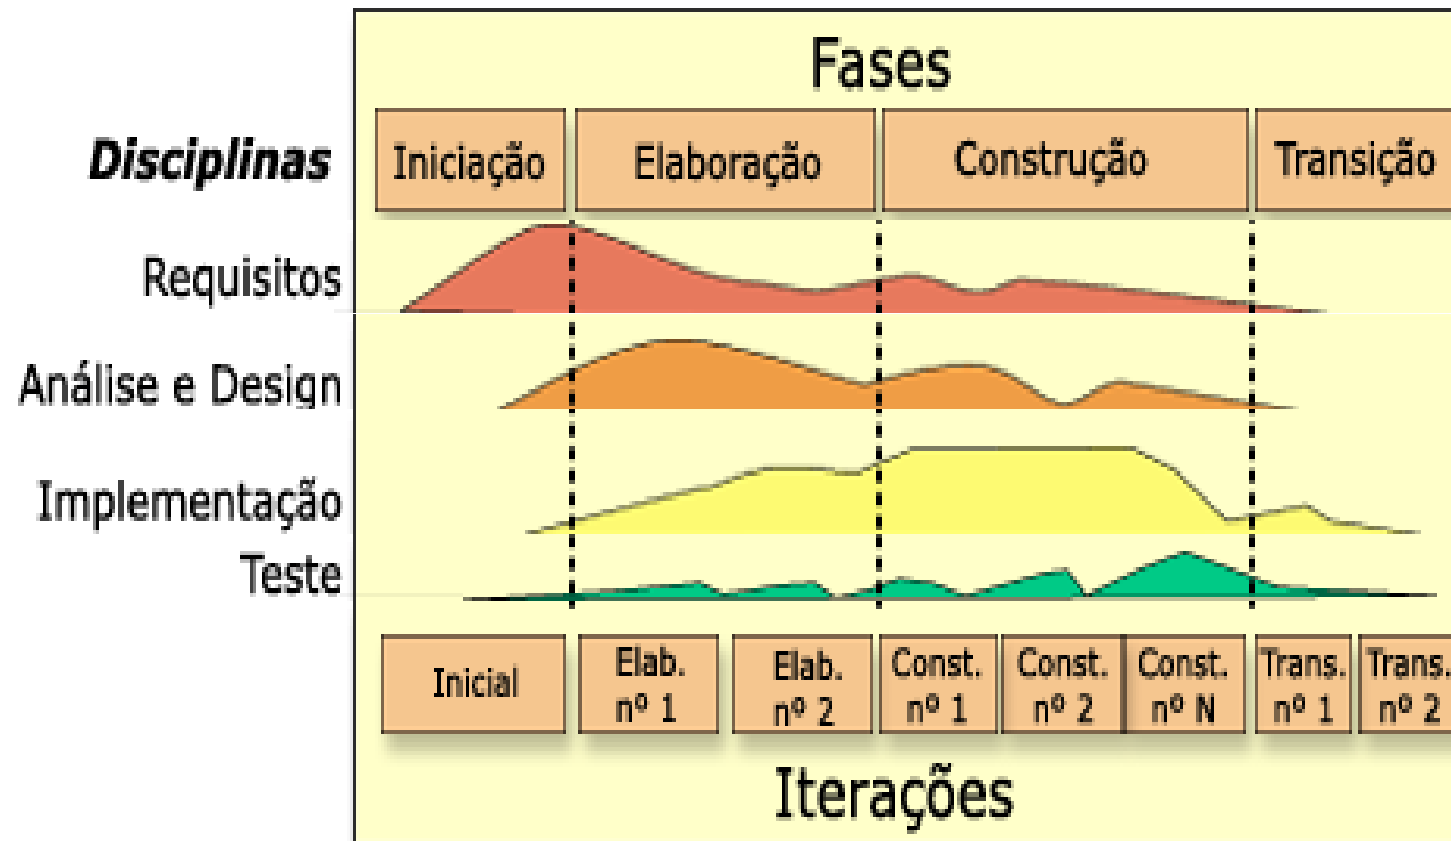 Fases
Disciplinas
Iniciação
Elaboração
Construção
Transição
Requisitos
Análise e Design
Implementação
Teste
Inicial
Elab.
nº 1
Elab.
nº 2
Const.
nº 1
Const.
nº 2
Const.
nº N
Trans.
nº 1
Trans.
nº 2
Iterações